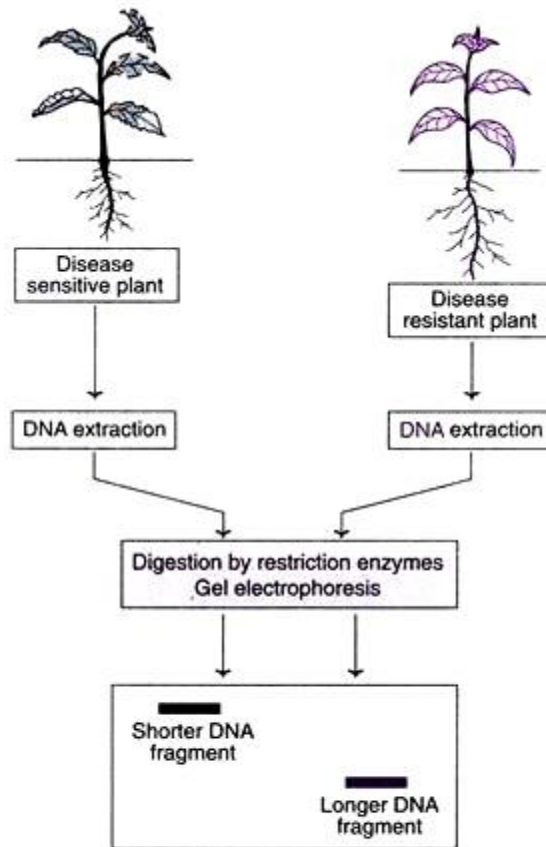 Disease
sensitive plant
Disease
resistant plant
DNA extraction
DNA extraction
Digestion by restriction enzymes
Gel electrophoresis
Shorter DNA
fragment
Longer DNA
fragment